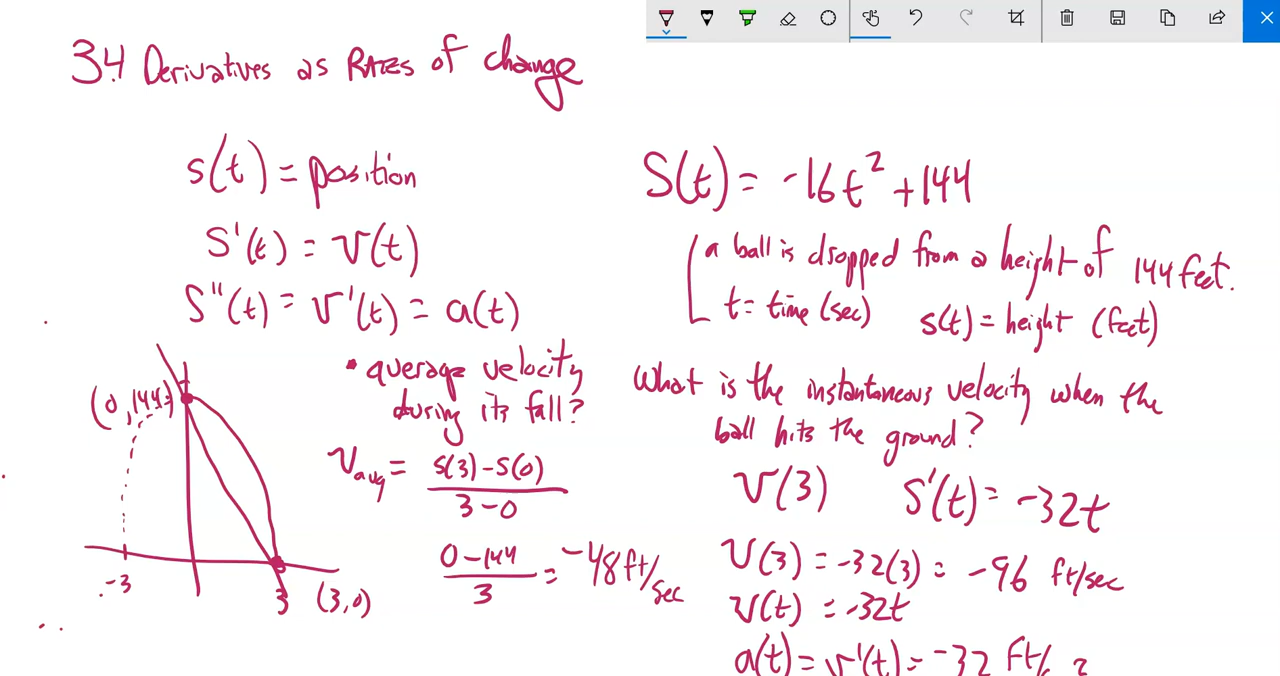 3.4 Derivatives as Rates of change
s(t) = position
S'(t) = v(t)
S''(t) = v'(t) = a(t)
(0,144)
-3
3
(3,0)
• average velocity
during its fall?
Vavg = s(3)-s(0) / 3-0
0-144 / 3 = -48 ft/sec
S(t) = -16t² +144
a ball is dropped from a height of 144 feet.
t = time (sec) s(t) = height (feet)
What is the instantaneous velocity when the
ball hits the ground?
v(3) S'(t) = -32t
v(3) = -32(3) = -96 ft/sec
v(t) = -32t
a(t) = v'(t) = -32 ft/